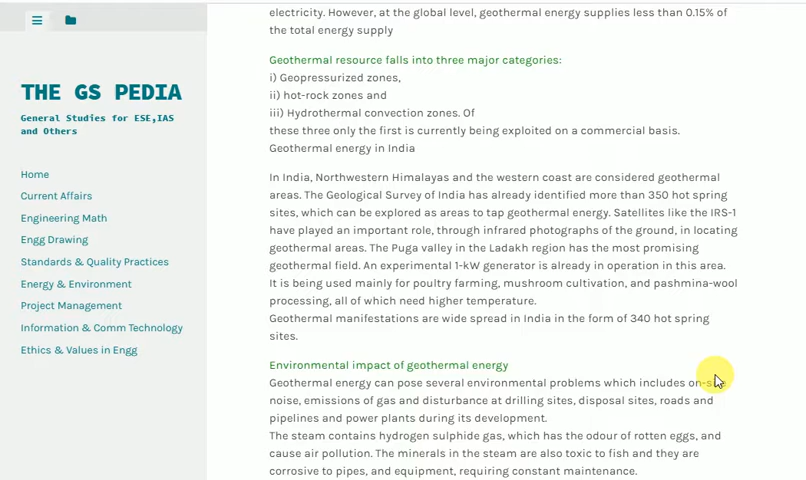 THE GS PEDIA
General Studies for ESE,IAS
and Others
Home
Current Affairs
Engineering Math
Engg Drawing
Standards & Quality Practices
Energy & Environment
Project Management
Information & Comm Technology
Ethics & Values in Engg
electricity. However, at the global level, geothermal energy supplies less than 0.15% of
the total energy supply
Geothermal resource falls into three major categories:
i) Geopressurized zones,
ii) hot-rock zones and
iii) Hydrothermal convection zones. Of
these three only the first is currently being exploited on a commercial basis.
Geothermal energy in India
In India, Northwestern Himalayas and the western coast are considered geothermal
areas. The Geological Survey of India has already identified more than 350 hot spring
sites, which can be explored as areas to tap geothermal energy. Satellites like the IRS-1
have played an important role, through infrared photographs of the ground, in locating
geothermal areas. The Puga valley in the Ladakh region has the most promising
geothermal field. An experimental 1-kW generator is already in operation in this area.
It is being used mainly for poultry farming, mushroom cultivation, and pashmina-wool
processing, all of which need higher temperature.
Geothermal manifestations are wide spread in India in the form of 340 hot spring
sites.
Environmental impact of geothermal energy
Geothermal energy can pose several environmental problems which includes
noise, emissions of gas and disturbance at drilling sites, disposal sites, roads and
pipelines and power plants during its development.
The steam contains hydrogen sulphide gas, which has the odour of rotten eggs, and
cause air pollution. The minerals in the steam are also toxic to fish and they are
corrosive to pipes, and equipment, requiring constant maintenance.